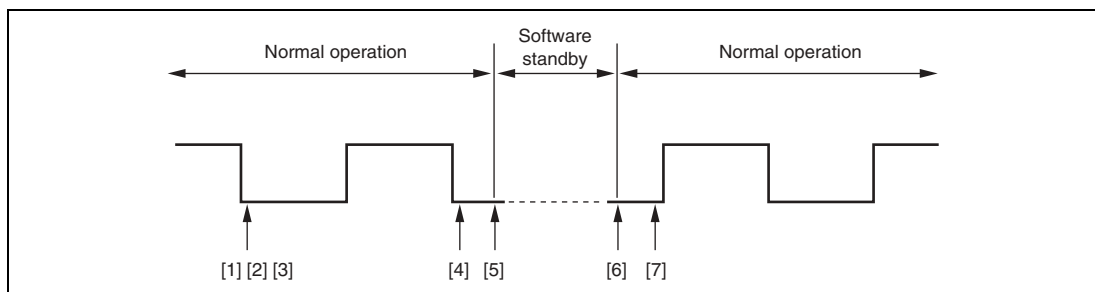 Software
Normal operation standby Normal operation
[1] [2] [3] [4] [5] [6] [7]